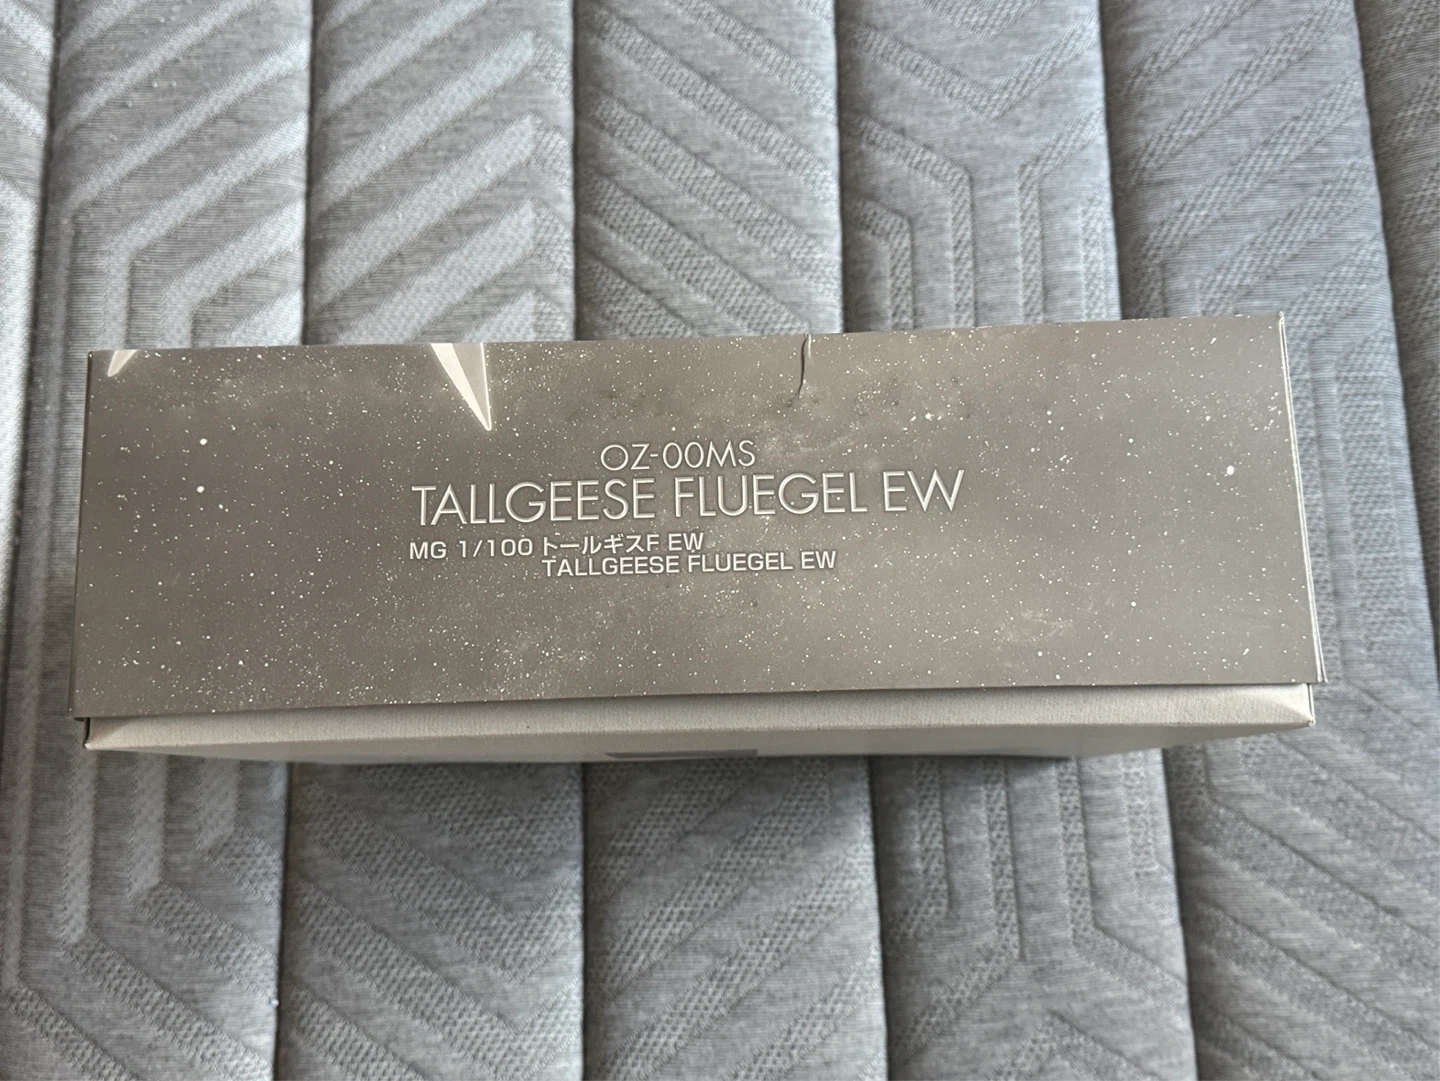 OZ-00MS
TALLGEESE FLUEGEL EW
MG 1/100 トールギスF EW
TALLGEESE FLUEGEL EW